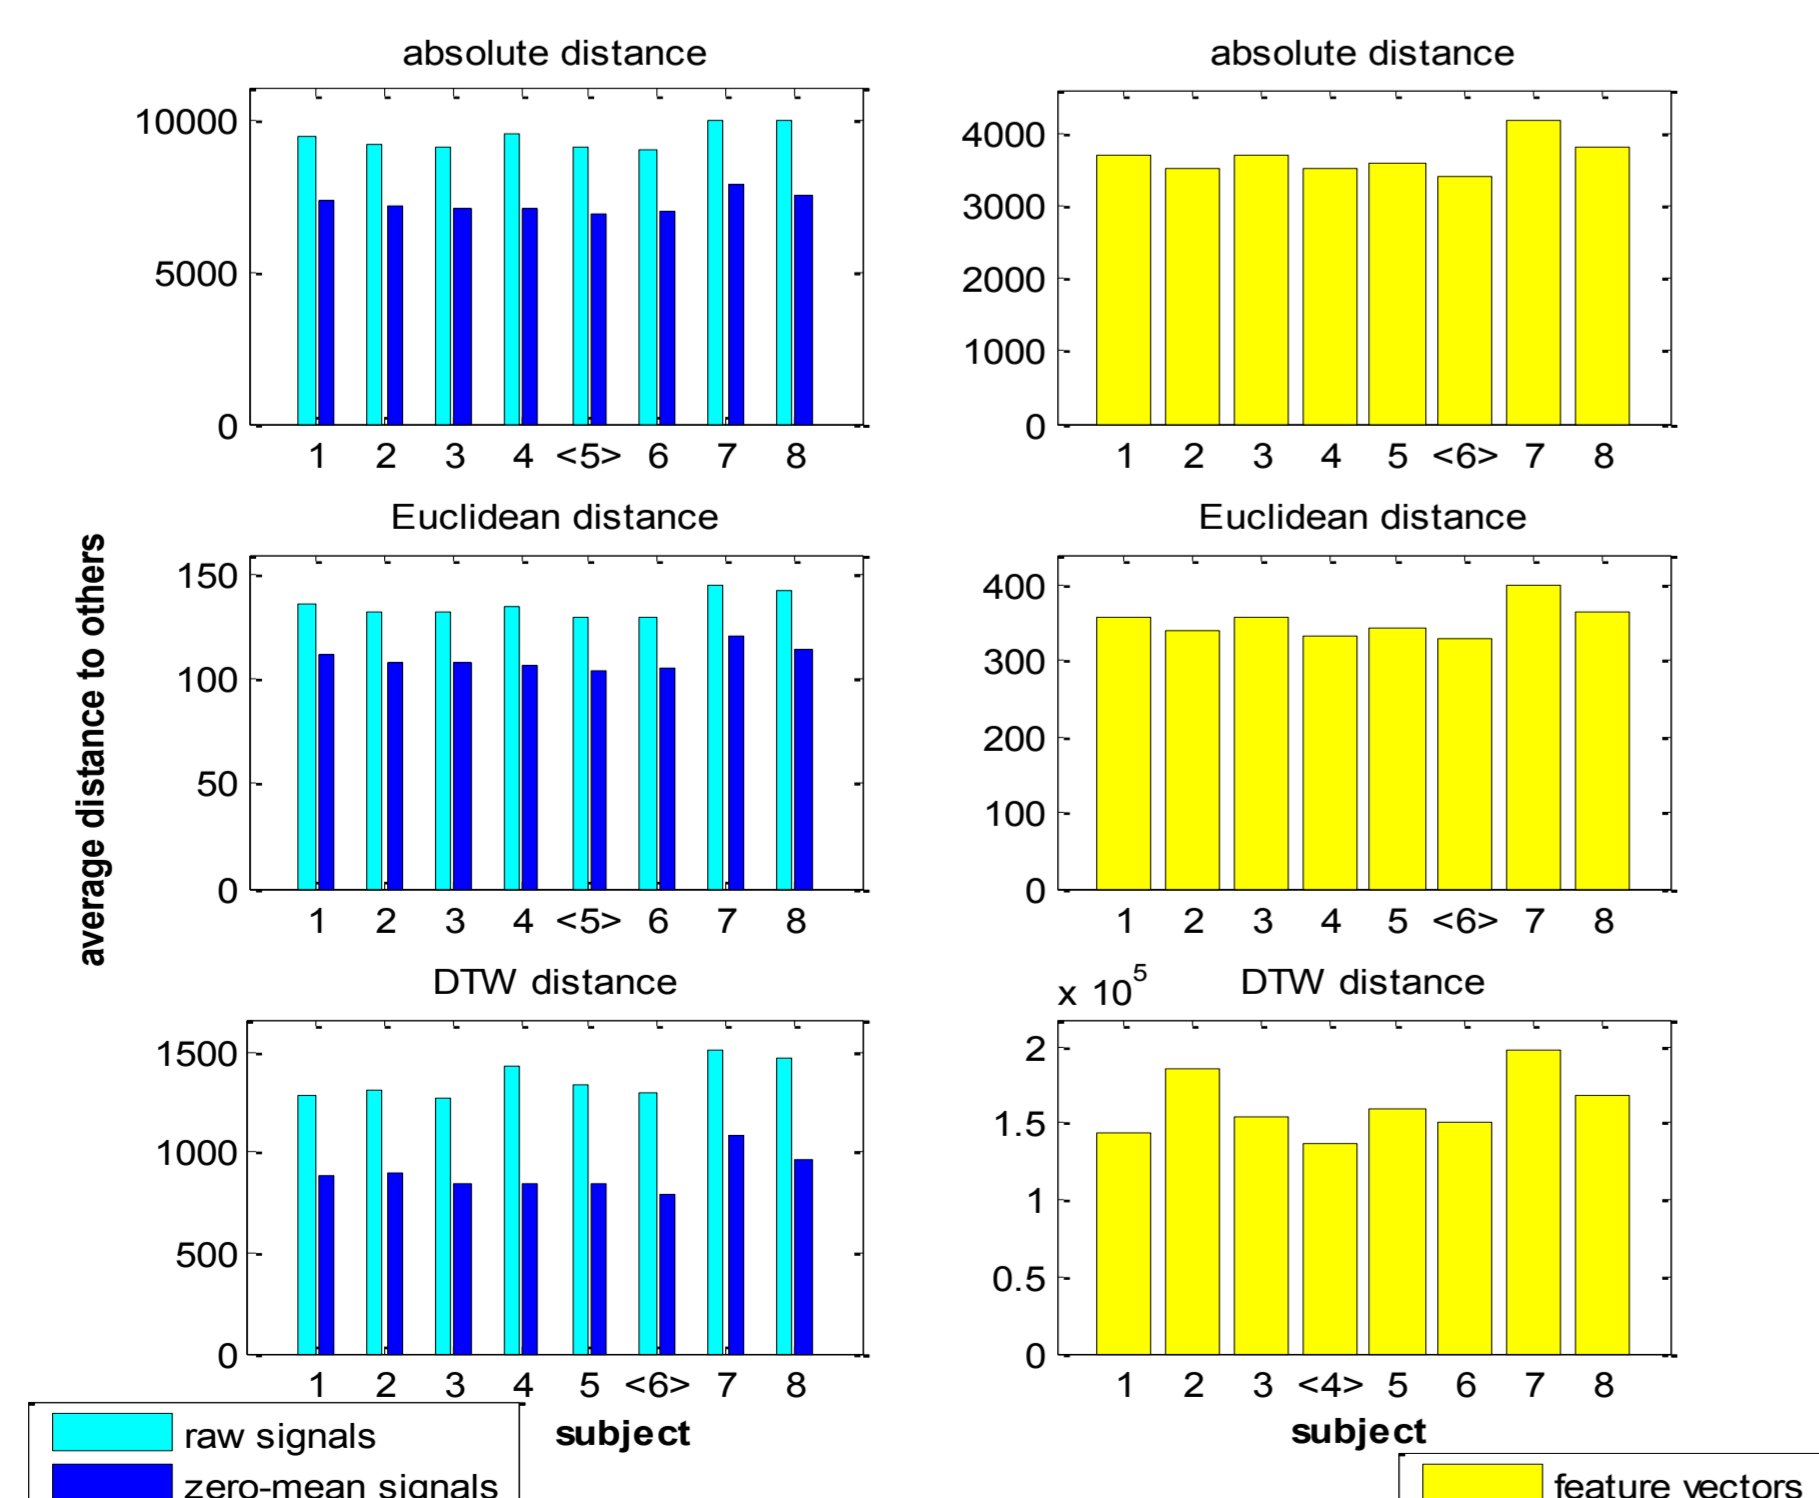 absolute distance
10000
5000
0
1 2 3 4 <5> 6 7 8
absolute distance
4000
3000
2000
1000
0
1 2 3 4 5 <6> 7 8
average distance to others
Euclidean distance
150
100
50
0
1 2 3 4 <5> 6 7 8
Euclidean distance
400
300
200
100
0
1 2 3 4 5 <6> 7 8
DTW distance
1500
1000
500
0
1 2 3 4 5 <6> 7 8
subject
x 10^5
DTW distance
2
1.5
1
0.5
0
1 2 3 <4> 5 6 7 8
subject
raw signals
zero-mean signals
feature vectors